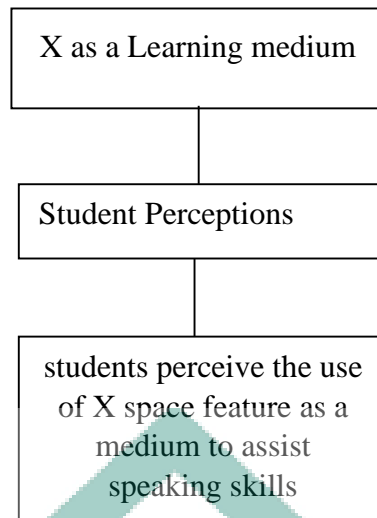 X as a Learning medium
Student Perceptions
students perceive the use
of X space feature as a
medium to assist
speaking skills